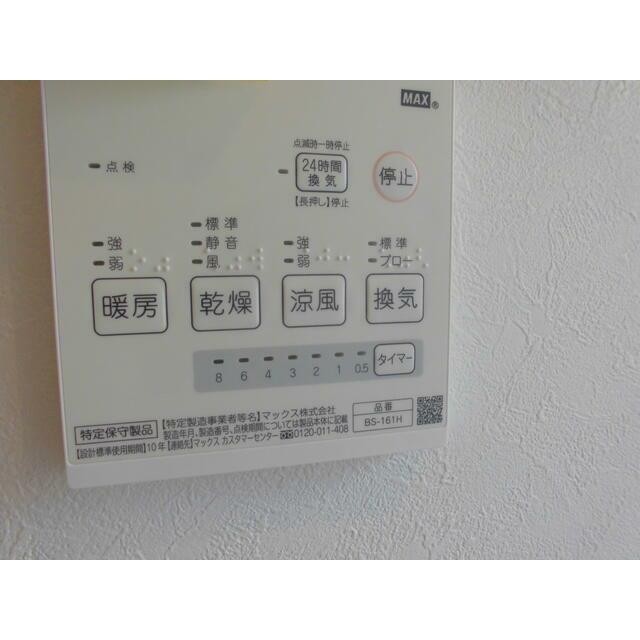 MAX®
点検
点滅時一時停止
24時間
換気
【長押し】停止
停止
強
弱
暖房
標準
静音
風
乾燥
強
弱
涼風
標準
ブロー
換気
8 6 4 3 2 1 0.5
タイマー
特定保守製品
【特定製造事業者等名】マックス株式会社
製造年月、製造番号、点検期間については製品本体に記載
【設計標準使用期間】10年【連絡先】マックス カスタマーセンター 0120-011-408
品番
BS-161H